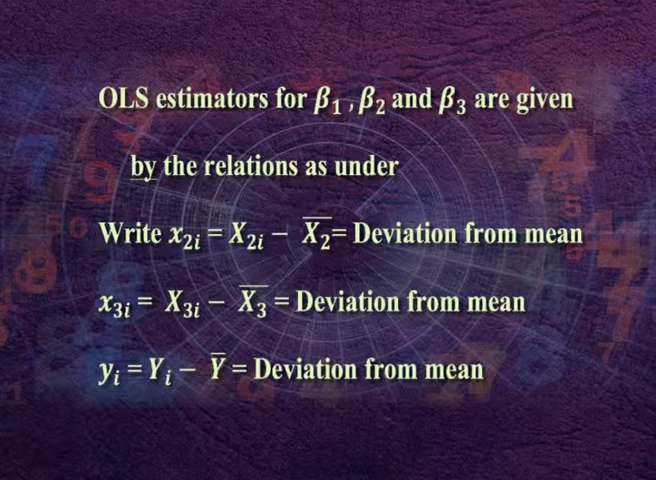 OLS estimators for β₁ , β₂ and β₃ are given
by the relations as under
Write x₂ᵢ = X₂ᵢ − X̅₂ = Deviation from mean
x₃ᵢ = X₃ᵢ − X̅₃ = Deviation from mean
yᵢ = Yᵢ − Y̅ = Deviation from mean